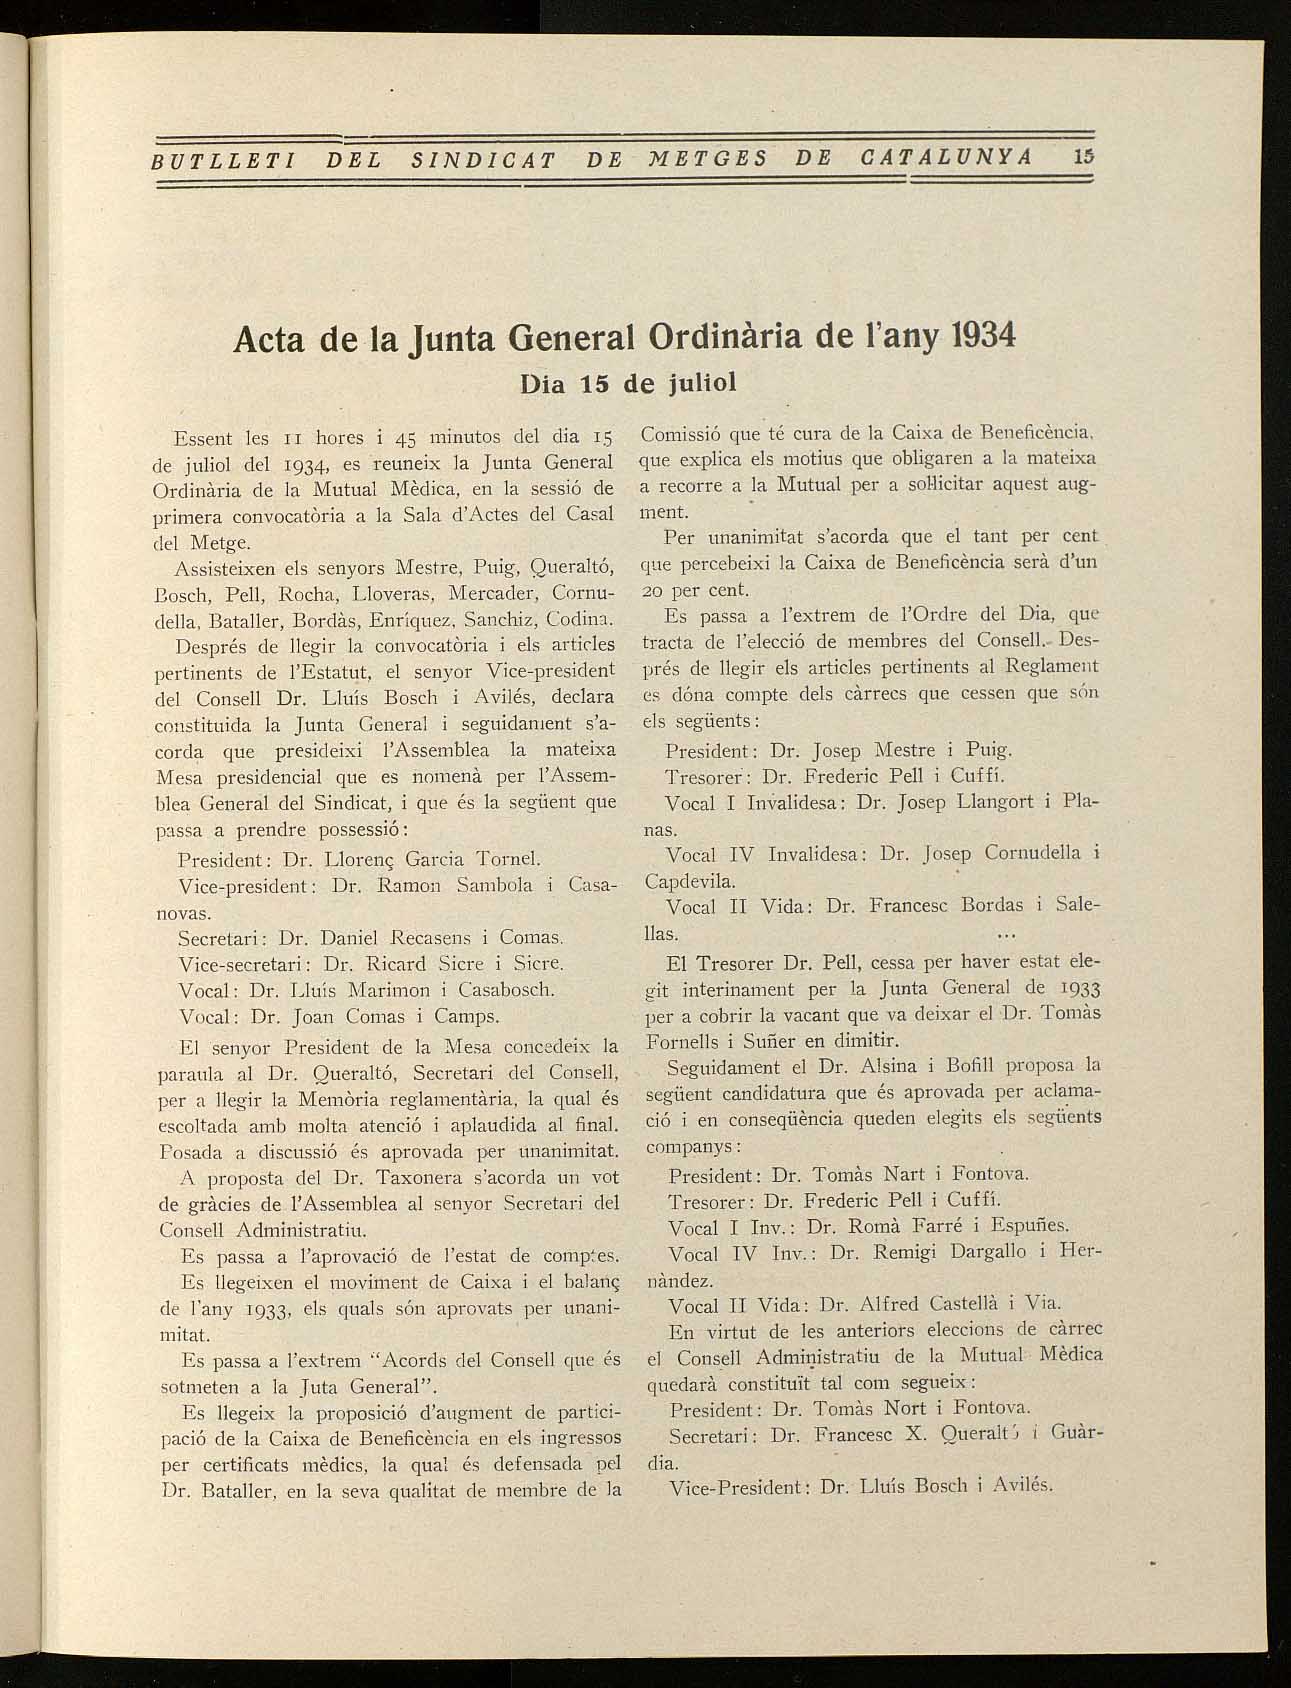 BUTLLETI DEL SINDICAT DE METGES DE CATALUNYA 15
Acta de la Junta General Ordinària de l'any 1934
Dia 15 de juliol
Essent les 11 hores i 45 minutos del dia 15
de juliol del 1934, es reuneix la Junta General
Ordinària de la Mutual Mèdica, en la sessió de
primera convocatòria a la Sala d'Actes del Casal
del Metge.
Assisteixen els senyors Mestre, Puig, Queraltó,
Bosch, Pell, Rocha, Lloveras, Mercader, Cornu-
della, Bataller, Bordàs, Enríquez, Sanchiz, Codina.
Després de llegir la convocatòria i els articles
pertinents de l'Estatut, el senyor Vice-president
del Consell Dr. Lluís Bosch i Avilés, declara
constituida la Junta General i seguidament s'a-
corda que presideixi l'Assemblea la mateixa
Mesa presidencial que es nomenà per l'Assem-
blea General del Sindicat, i que és la següent que
passa a prendre possessió:
President: Dr. Llorenç Garcia Tornel.
Vice-president: Dr. Ramon Sambola i Casa-
novas.
Secretari: Dr. Daniel Recasens i Comas.
Vice-secretari: Dr. Ricard Sicre i Sicre.
Vocal: Dr. Lluís Marimon i Casabosch.
Vocal: Dr. Joan Comas i Camps.
El senyor President de la Mesa concedeix la
paraula al Dr. Queraltó, Secretari del Consell,
per a llegir la Memòria reglamentària, la qual és
escoltada amb molta atenció i aplaudida al final.
Posada a discussió és aprovada per unanimitat.
A proposta del Dr. Taxonera s'acorda un vot
de gràcies de l'Assemblea al senyor Secretari del
Consell Administratiu.
Es passa a l'aprovació de l'estat de comptes.
Es llegeixen el moviment de Caixa i el balanç
de l'any 1933, els quals són aprovats per unani-
mitat.
Es passa a l'extrem "Acords del Consell que és
sotmeten a la Juta General".
Es llegeix la proposició d'augment de partici-
pació de la Caixa de Beneficència en els ingressos
per certificats mèdics, la qual és defensada pel
Dr. Bataller, en la seva qualitat de membre de la
Comissió que té cura de la Caixa de Beneficència,
que explica els motius que obligaren a la mateixa
a recorre a la Mutual per a sol·licitar aquest aug-
ment.
Per unanimitat s'acorda que el tant per cent
que percebeixi la Caixa de Beneficència serà d'un
20 per cent.
Es passa a l'extrem de l'Ordre del Dia, que
tracta de l'elecció de membres del Consell. Des-
prés de llegir els articles pertinents al Reglament
es dóna compte dels càrrecs que cessen que són
els següents:
President: Dr. Josep Mestre i Puig.
Tresorer: Dr. Frederic Pell i Cuffí.
Vocal I Invalidesa: Dr. Josep Llangort i Pla-
nas.
Vocal IV Invalidesa: Dr. Josep Cornudella i
Capdevila.
Vocal II Vida: Dr. Francesc Bordas i Sale-
llas. ...
El Tresorer Dr. Pell, cessa per haver estat ele-
git interinament per la Junta General de 1933
per a cobrir la vacant que va deixar el Dr. Tomàs
Fornells i Suñer en dimitir.
Seguidament el Dr. Alsina i Bofill proposa la
següent candidatura que és aprovada per aclama-
ció i en conseqüència queden elegits els següents
companys:
President: Dr. Tomàs Nart i Fontova.
Tresorer: Dr. Frederic Pell i Cuffí.
Vocal I Inv.: Dr. Romà Farré i Espuñes.
Vocal IV Inv.: Dr. Remigi Dargallo i Her-
nàndez.
Vocal II Vida: Dr. Alfred Castellà i Via.
En virtut de les anteriors eleccions de càrrec
el Consell Administratiu de la Mutual Mèdica
quedarà constituït tal com segueix:
President: Dr. Tomàs Nort i Fontova.
Secretari: Dr. Francesc X. Queraltó i Guàr-
dia.
Vice-President: Dr. Lluís Bosch i Avilés.